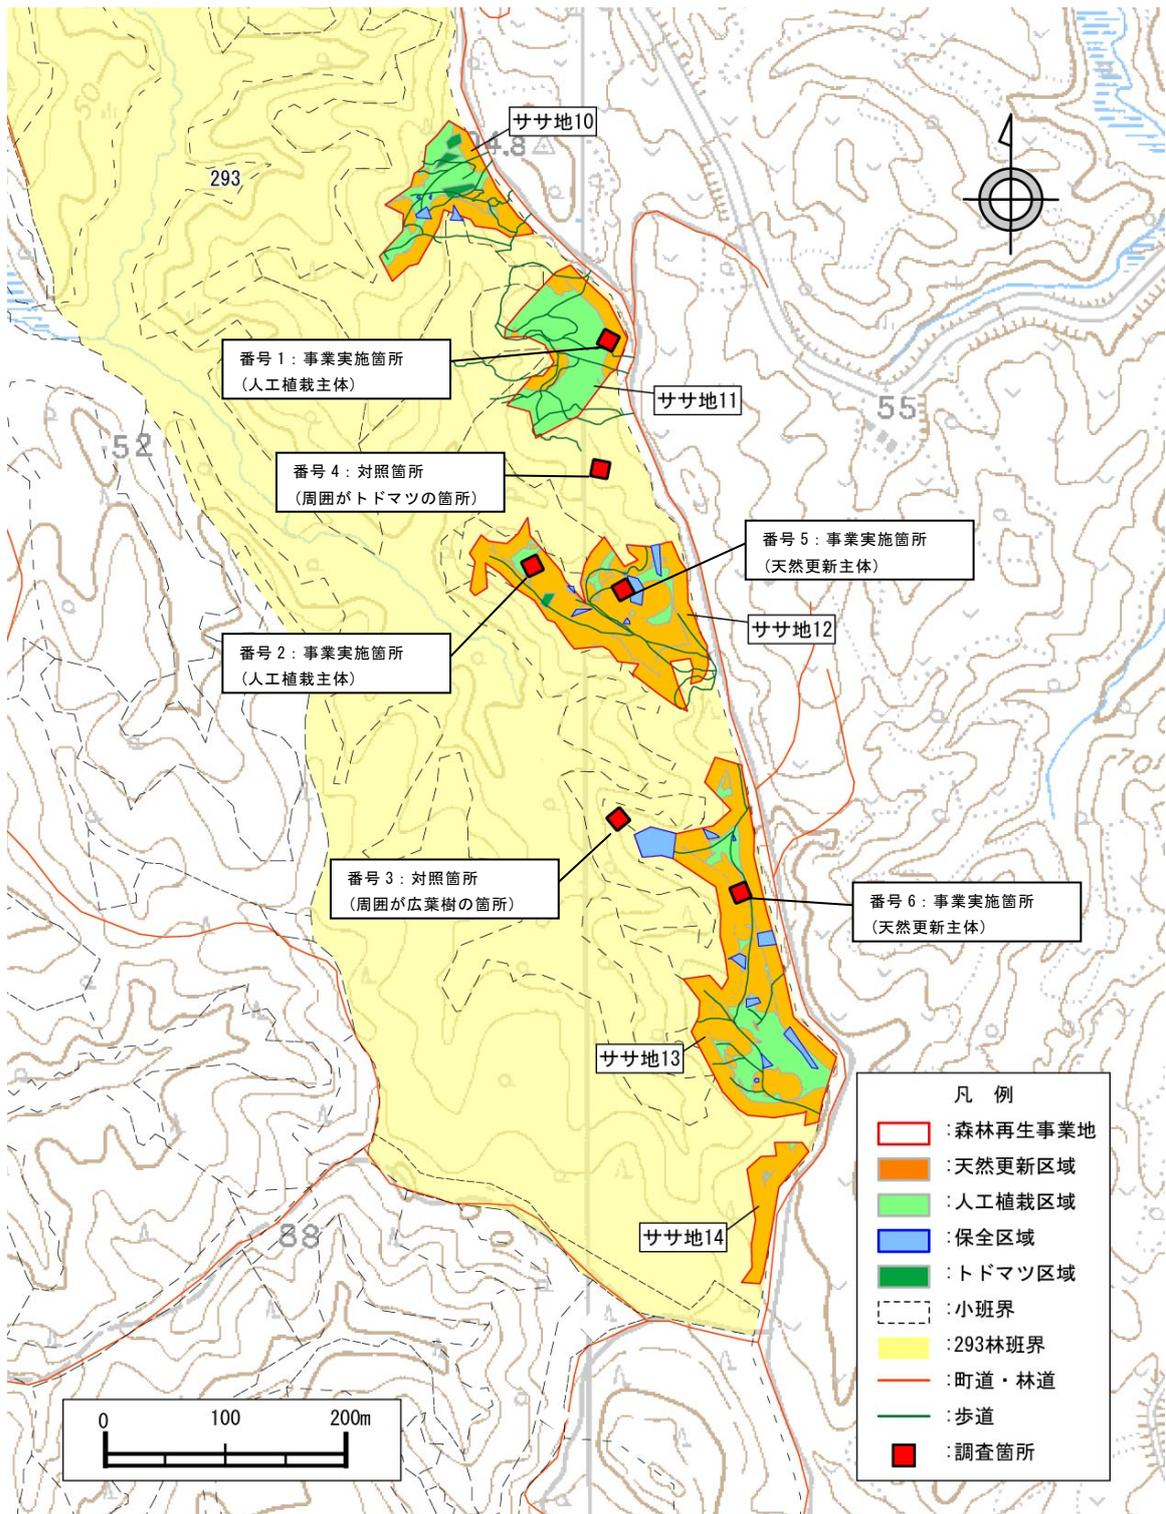 ササ地10
94.8
50
293
番号1：事業実施箇所
（人工植栽主体）
ササ地11
55
52
番号4：対照箇所
（周囲がトドマツの箇所）
番号5：事業実施箇所
（天然更新主体）
ササ地12
番号2：事業実施箇所
（人工植栽主体）
70
番号3：対照箇所
（周囲が広葉樹の箇所）
番号6：事業実施箇所
（天然更新主体）
ササ地13
ササ地14
88
凡　例
：森林再生事業地
：天然更新区域
：人工植栽区域
：保全区域
：トドマツ区域
：小班界
：293林班界
：町道・林道
：歩道
：調査箇所
0 100 200m